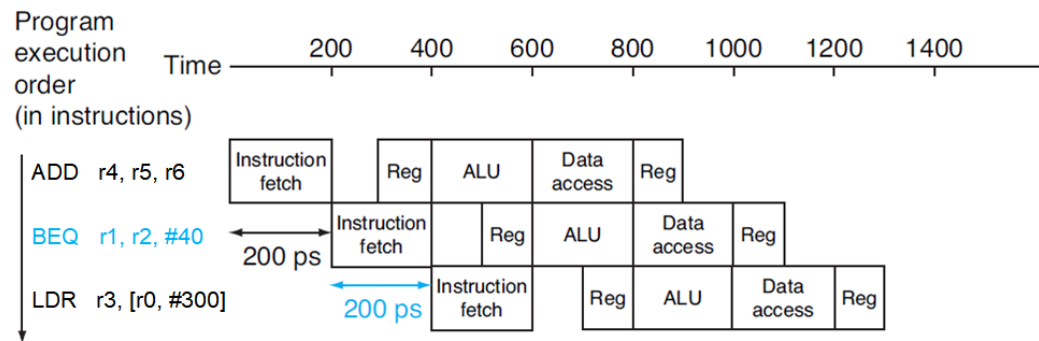 Program
execution
order
(in instructions)
Time
200 400 600 800 1000 1200 1400
ADD r4, r5, r6
Instruction
fetch
Reg
ALU
Data
access
Reg
BEQ r1, r2, #40
200 ps
Instruction
fetch
Reg
ALU
Data
access
Reg
LDR r3, [r0, #300]
200 ps
Instruction
fetch
Reg
ALU
Data
access
Reg